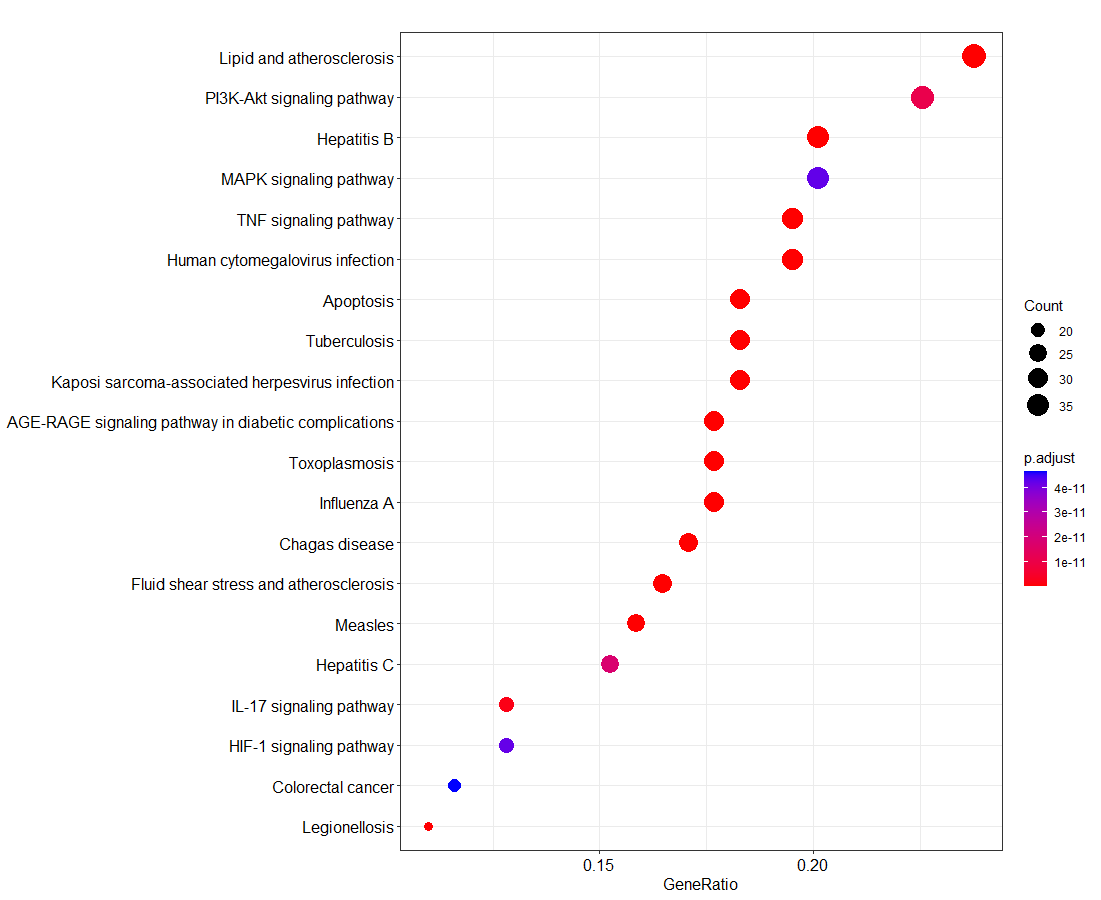 Lipid and atherosclerosis
PI3K-Akt signaling pathway
Hepatitis B
MAPK signaling pathway
TNF signaling pathway
Human cytomegalovirus infection
Apoptosis
Tuberculosis
Kaposi sarcoma-associated herpesvirus infection
AGE-RAGE signaling pathway in diabetic complications
Toxoplasmosis
Influenza A
Chagas disease
Fluid shear stress and atherosclerosis
Measles
Hepatitis C
IL-17 signaling pathway
HIF-1 signaling pathway
Colorectal cancer
Legionellosis
0.15
0.20
GeneRatio
Count
20
25
30
35
p.adjust
4e-11
3e-11
2e-11
1e-11